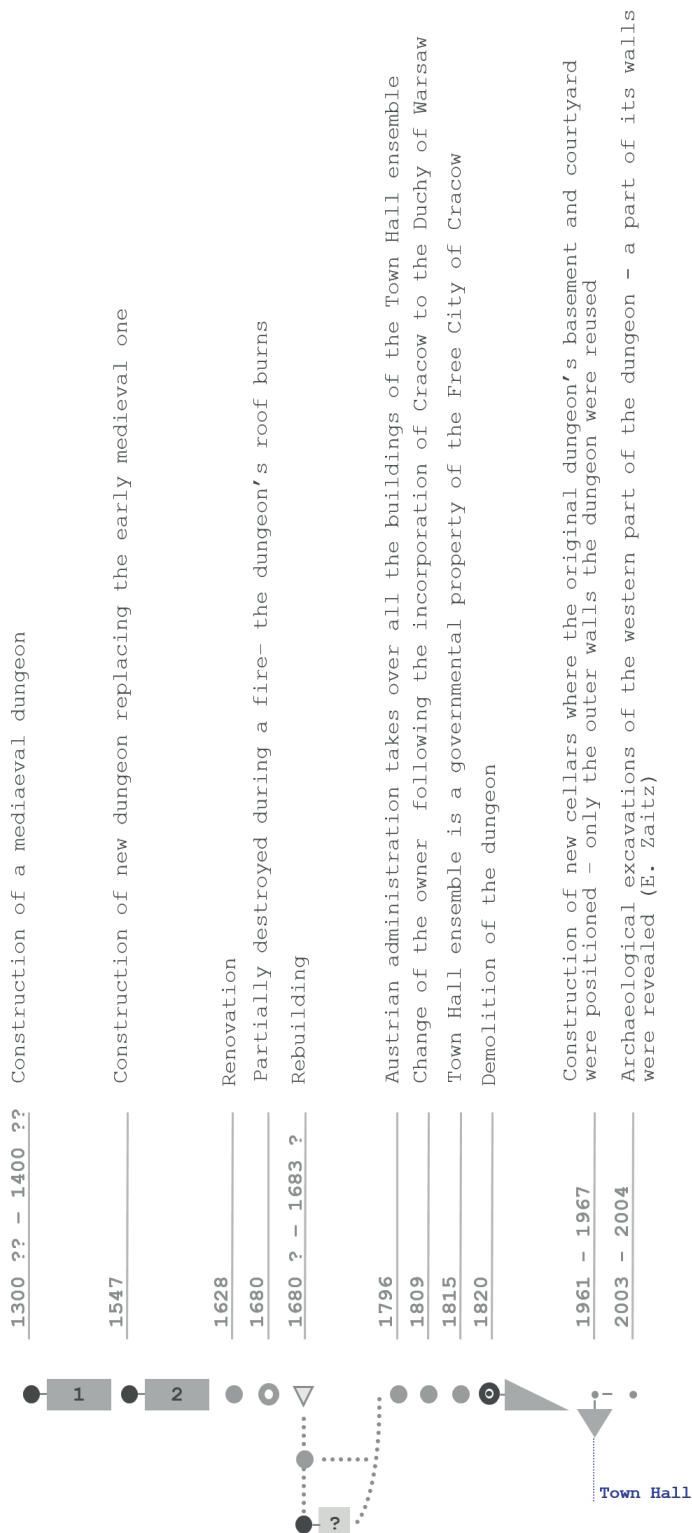 1300 ?? – 1400 ??
Construction of a mediaeval dungeon
1547
Construction of new dungeon replacing the early medieval one
1628
Renovation
1680
Partially destroyed during a fire– the dungeon's roof burns
1680 ? – 1683 ?
Rebuilding
1796
Austrian administration takes over all the buildings of the Town Hall ensemble
1809
Change of the owner following the incorporation of Cracow to the Duchy of Warsaw
1815
Town Hall ensemble is a governmental property of the Free City of Cracow
1820
Demolition of the dungeon
1961 – 1967
Construction of new cellars where the original dungeon's basement and courtyard
were positioned – only the outer walls the dungeon were reused
2003 – 2004
Archaeological excavations of the western part of the dungeon – a part of its walls
were revealed (E. Zaitz)
1
2
?
Town Hall